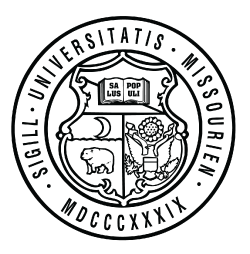 · SIGILL · UNIVERSITATIS · MISSOURIEN ·
MDCCCXXXIX
SA POP
LUS ULI